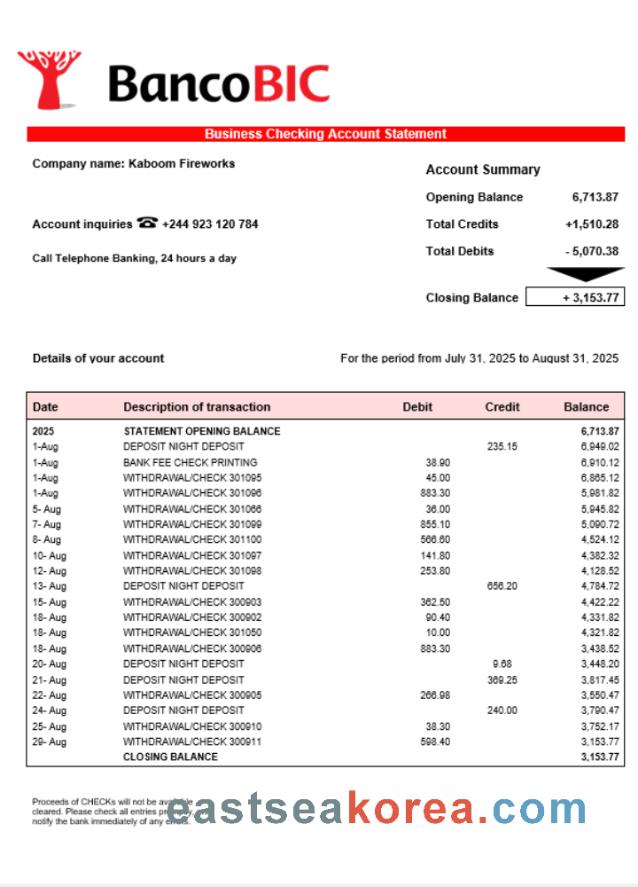 BancoBIC
Business Checking Account Statement
Company name: Kaboom Fireworks
Account inquiries ☎ +244 923 120 784
Call Telephone Banking, 24 hours a day
Account Summary
Opening Balance 6,713.87
Total Credits +1,510.28
Total Debits - 5,070.38
Closing Balance + 3,153.77
Details of your account For the period from July 31, 2025 to August 31, 2025
Date Description of transaction Debit Credit Balance
2025 STATEMENT OPENING BALANCE 6,713.87
1-Aug DEPOSIT NIGHT DEPOSIT 235.15 6,949.02
1-Aug BANK FEE CHECK PRINTING 38.90 6,910.12
1-Aug WITHDRAWAL/CHECK 301095 45.00 6,865.12
1-Aug WITHDRAWAL/CHECK 301096 883.30 5,981.82
5- Aug WITHDRAWAL/CHECK 301066 36.00 5,945.82
7- Aug WITHDRAWAL/CHECK 301099 855.10 5,090.72
8- Aug WITHDRAWAL/CHECK 301100 566.60 4,524.12
10- Aug WITHDRAWAL/CHECK 301097 141.80 4,382.32
12- Aug WITHDRAWAL/CHECK 301098 253.80 4,128.52
13- Aug DEPOSIT NIGHT DEPOSIT 656.20 4,784.72
15- Aug WITHDRAWAL/CHECK 300903 362.50 4,422.22
18- Aug WITHDRAWAL/CHECK 300902 90.40 4,331.82
18- Aug WITHDRAWAL/CHECK 301050 10.00 4,321.82
18- Aug WITHDRAWAL/CHECK 300906 883.30 3,438.52
20- Aug DEPOSIT NIGHT DEPOSIT 9.68 3,448.20
21- Aug DEPOSIT NIGHT DEPOSIT 369.25 3,817.45
22- Aug WITHDRAWAL/CHECK 300905 266.98 3,550.47
24- Aug DEPOSIT NIGHT DEPOSIT 240.00 3,790.47
25- Aug WITHDRAWAL/CHECK 300910 38.30 3,752.17
29- Aug WITHDRAWAL/CHECK 300911 598.40 3,153.77
CLOSING BALANCE 3,153.77
Proceeds of CHECKs will not be
cleared. Please check all entries
notify the bank immediately of any
eastseakorea.com